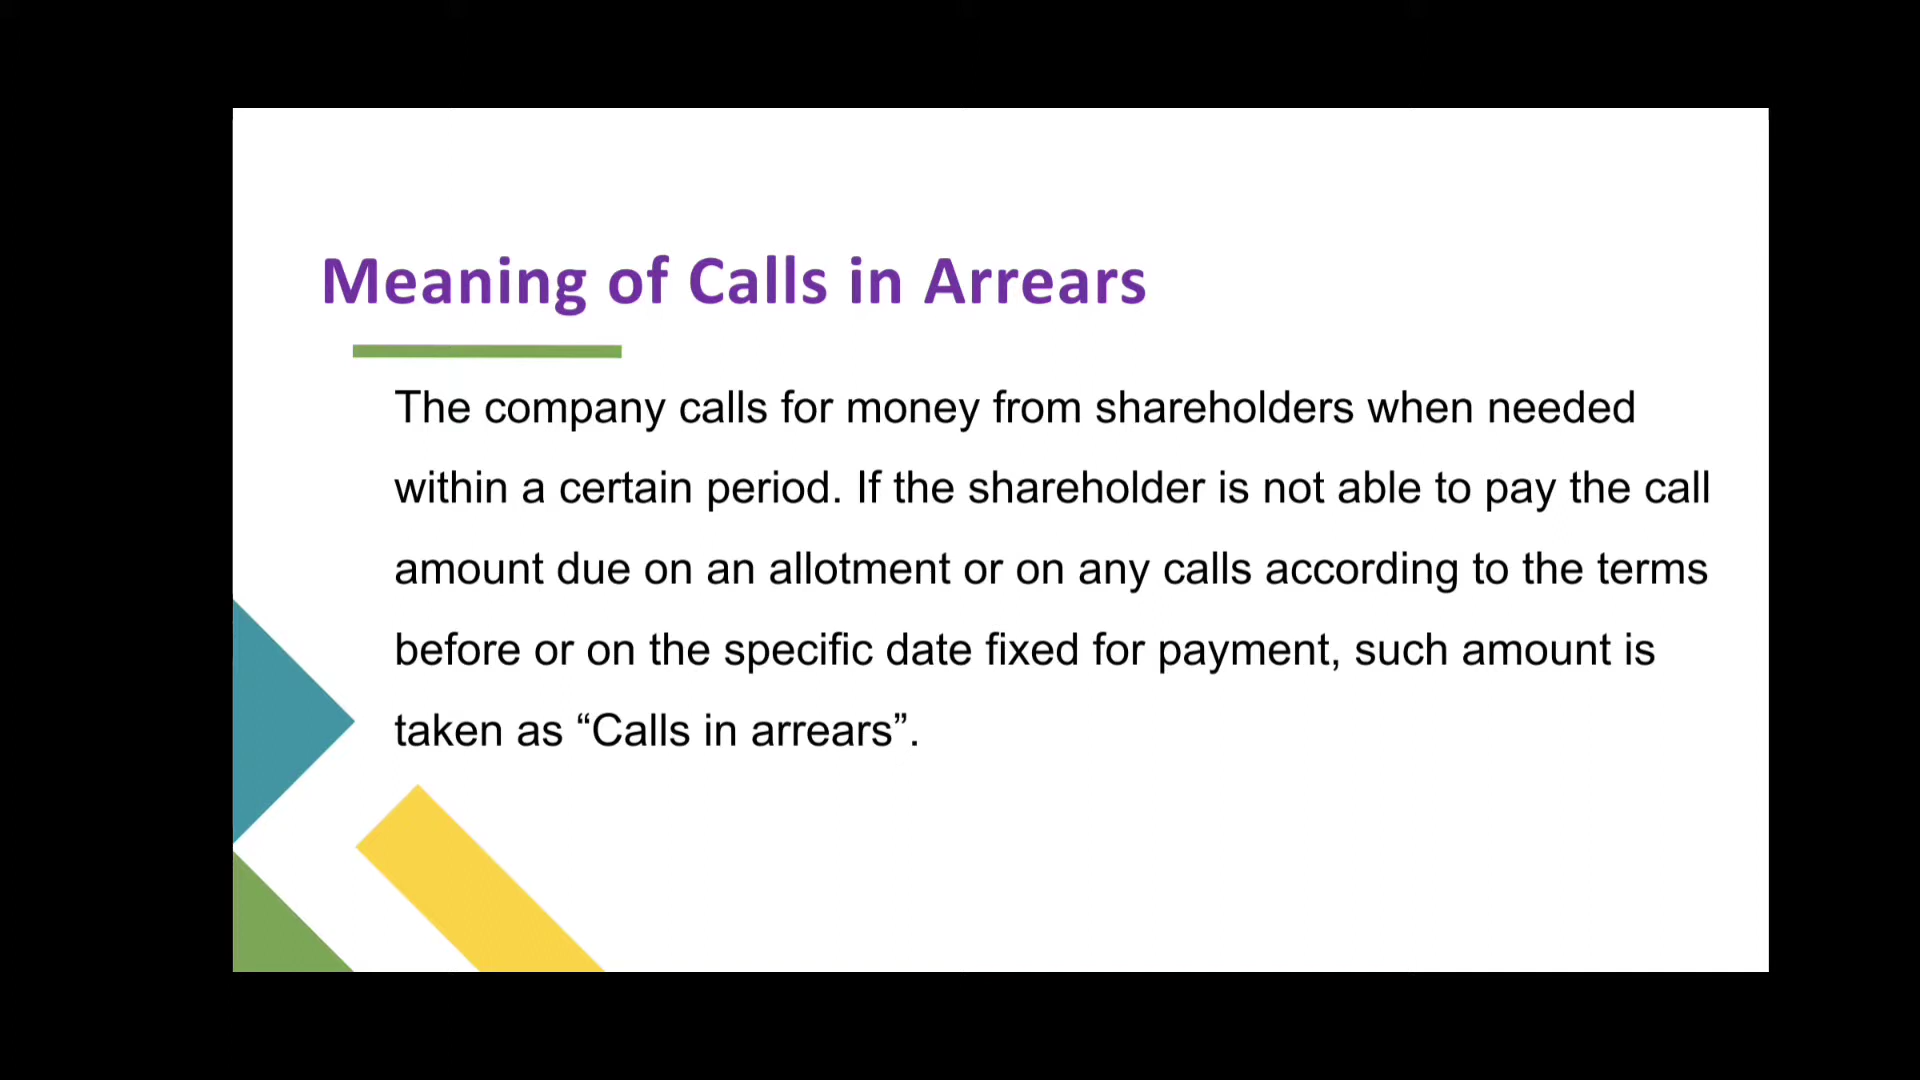 Meaning of Calls in Arrears
The company calls for money from shareholders when needed
within a certain period. If the shareholder is not able to pay the call
amount due on an allotment or on any calls according to the terms
before or on the specific date fixed for payment, such amount is
taken as “Calls in arrears”.